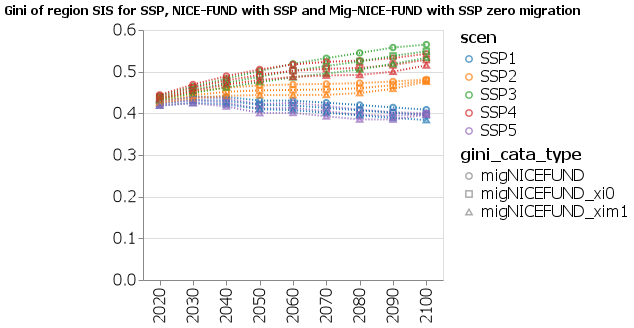 Gini of region SIS for SSP, NICE-FUND with SSP and Mig-NICE-FUND with SSP zero migration
0.6
0.5
0.4
0.3
0.2
0.1
0.0
2020
2030
2040
2050
2060
2070
2080
2090
2100
scen
SSP1
SSP2
SSP3
SSP4
SSP5
gini_cata_type
migNICEFUND
migNICEFUND_xi0
migNICEFUND_xim1